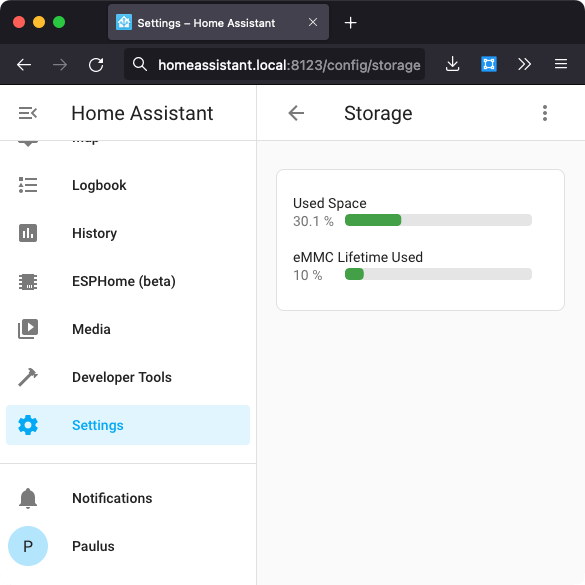 Settings – Home Assistant
homeassistant.local:8123/config/storage
Home Assistant
Storage
Map
Logbook
History
ESPHome (beta)
Media
Developer Tools
Settings
Notifications
P
Paulus
Used Space
30.1 %
eMMC Lifetime Used
10 %